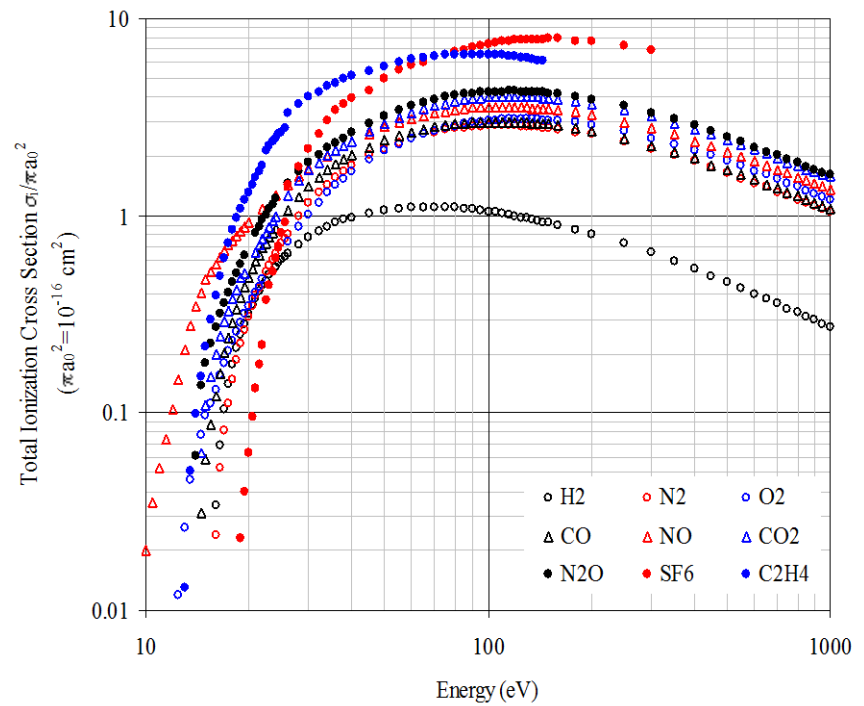 Total Ionization Cross Section σᵢ/πa₀²
(πa₀²=10⁻¹⁶ cm²)
10
1
0.1
0.01
H2 N2 O2
CO NO CO2
N2O SF6 C2H4
10 100 1000
Energy (eV)